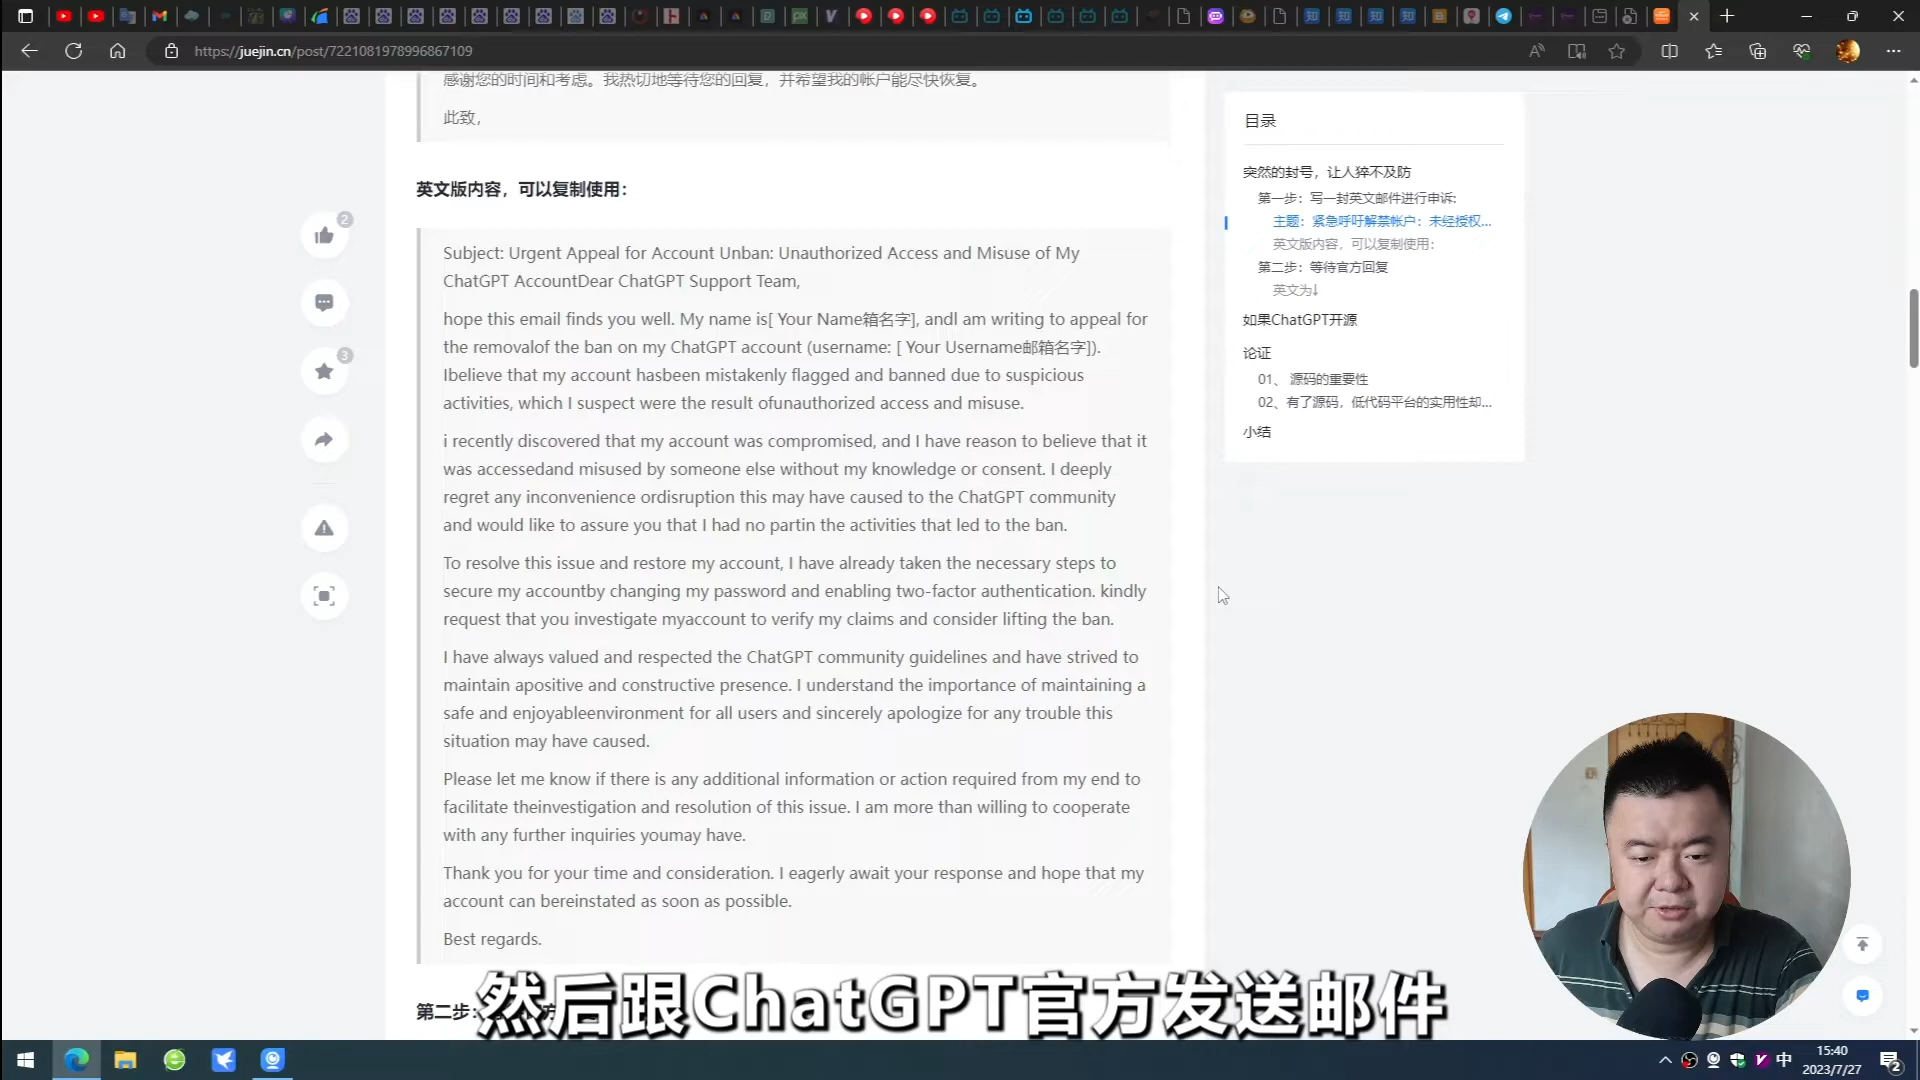 https://juejin.cn/post/7221081978996867109
感谢您的时间和考虑。我热切地等待您的回复，并希望我的帐户能尽快恢复。
此致，
英文版内容，可以复制使用：
2
3
Subject: Urgent Appeal for Account Unban: Unauthorized Access and Misuse of My
ChatGPT AccountDear ChatGPT Support Team,
hope this email finds you well. My name is[ Your Name箱名字], andI am writing to appeal for
the removalof the ban on my ChatGPT account (username: [ Your Username邮箱名字]).
Ibelieve that my account hasbeen mistakenly flagged and banned due to suspicious
activities, which I suspect were the result ofunauthorized access and misuse.
i recently discovered that my account was compromised, and I have reason to believe that it
was accessedand misused by someone else without my knowledge or consent. I deeply
regret any inconvenience ordisruption this may have caused to the ChatGPT community
and would like to assure you that I had no partin the activities that led to the ban.
To resolve this issue and restore my account, I have already taken the necessary steps to
secure my accountby changing my password and enabling two-factor authentication. kindly
request that you investigate myaccount to verify my claims and consider lifting the ban.
I have always valued and respected the ChatGPT community guidelines and have strived to
maintain apositive and constructive presence. I understand the importance of maintaining a
safe and enjoyableenvironment for all users and sincerely apologize for any trouble this
situation may have caused.
Please let me know if there is any additional information or action required from my end to
facilitate theinvestigation and resolution of this issue. I am more than willing to cooperate
with any further inquiries youmay have.
Thank you for your time and consideration. I eagerly await your response and hope that my
account can bereinstated as soon as possible.
Best regards.
第二步：
目录
突然的封号，让人猝不及防
第一步：写一封英文邮件进行申诉:
主题：紧急呼吁解禁帐户：未经授权...
英文版内容，可以复制使用：
第二步：等待官方回复
英文为↓
如果ChatGPT开源
论证
01、 源码的重要性
02、有了源码，低代码平台的实用性却...
小结
然后跟ChatGPT官方发送邮件
中
15:40
2023/7/27
2